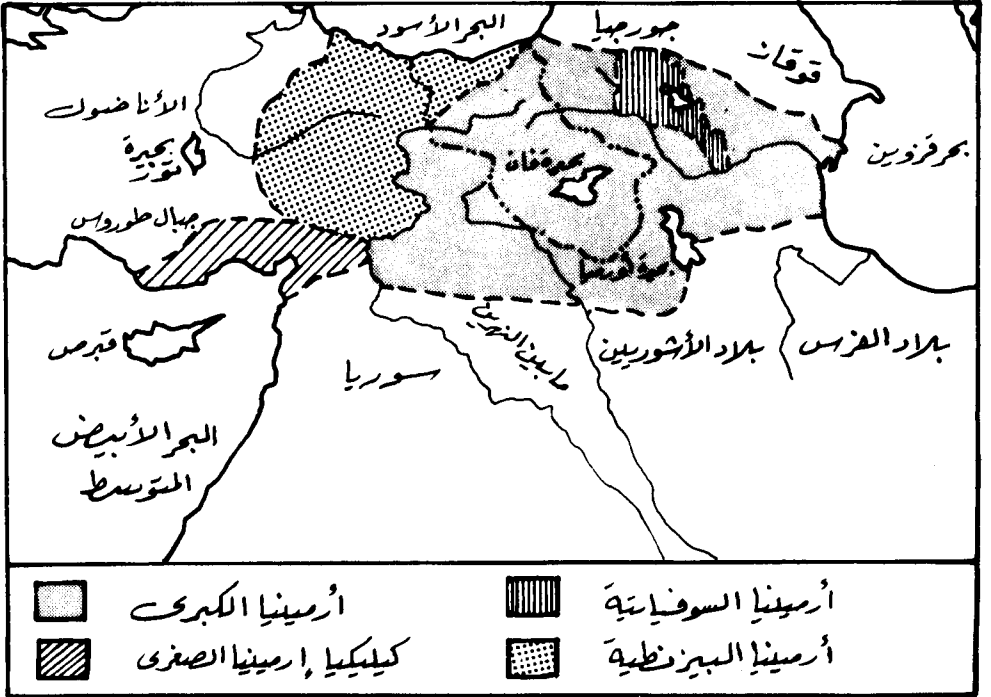 البحر الأسود
جورجيا
قوقاز
الأناضول
بحيرة
توز
بحيرة فان
بحر قزوين
جبال طوروس
بحيرة أورميا
قبرص
سوريا
ما بين النهرين
بلاد الأشوريين
بلاد الفرس
البحر الأبيض
المتوسط
أرمينيا السوفياتية
أرمينيا الكبرى
أرمينيا البيزنطية
كيليكيا إرمينيا الصغرى